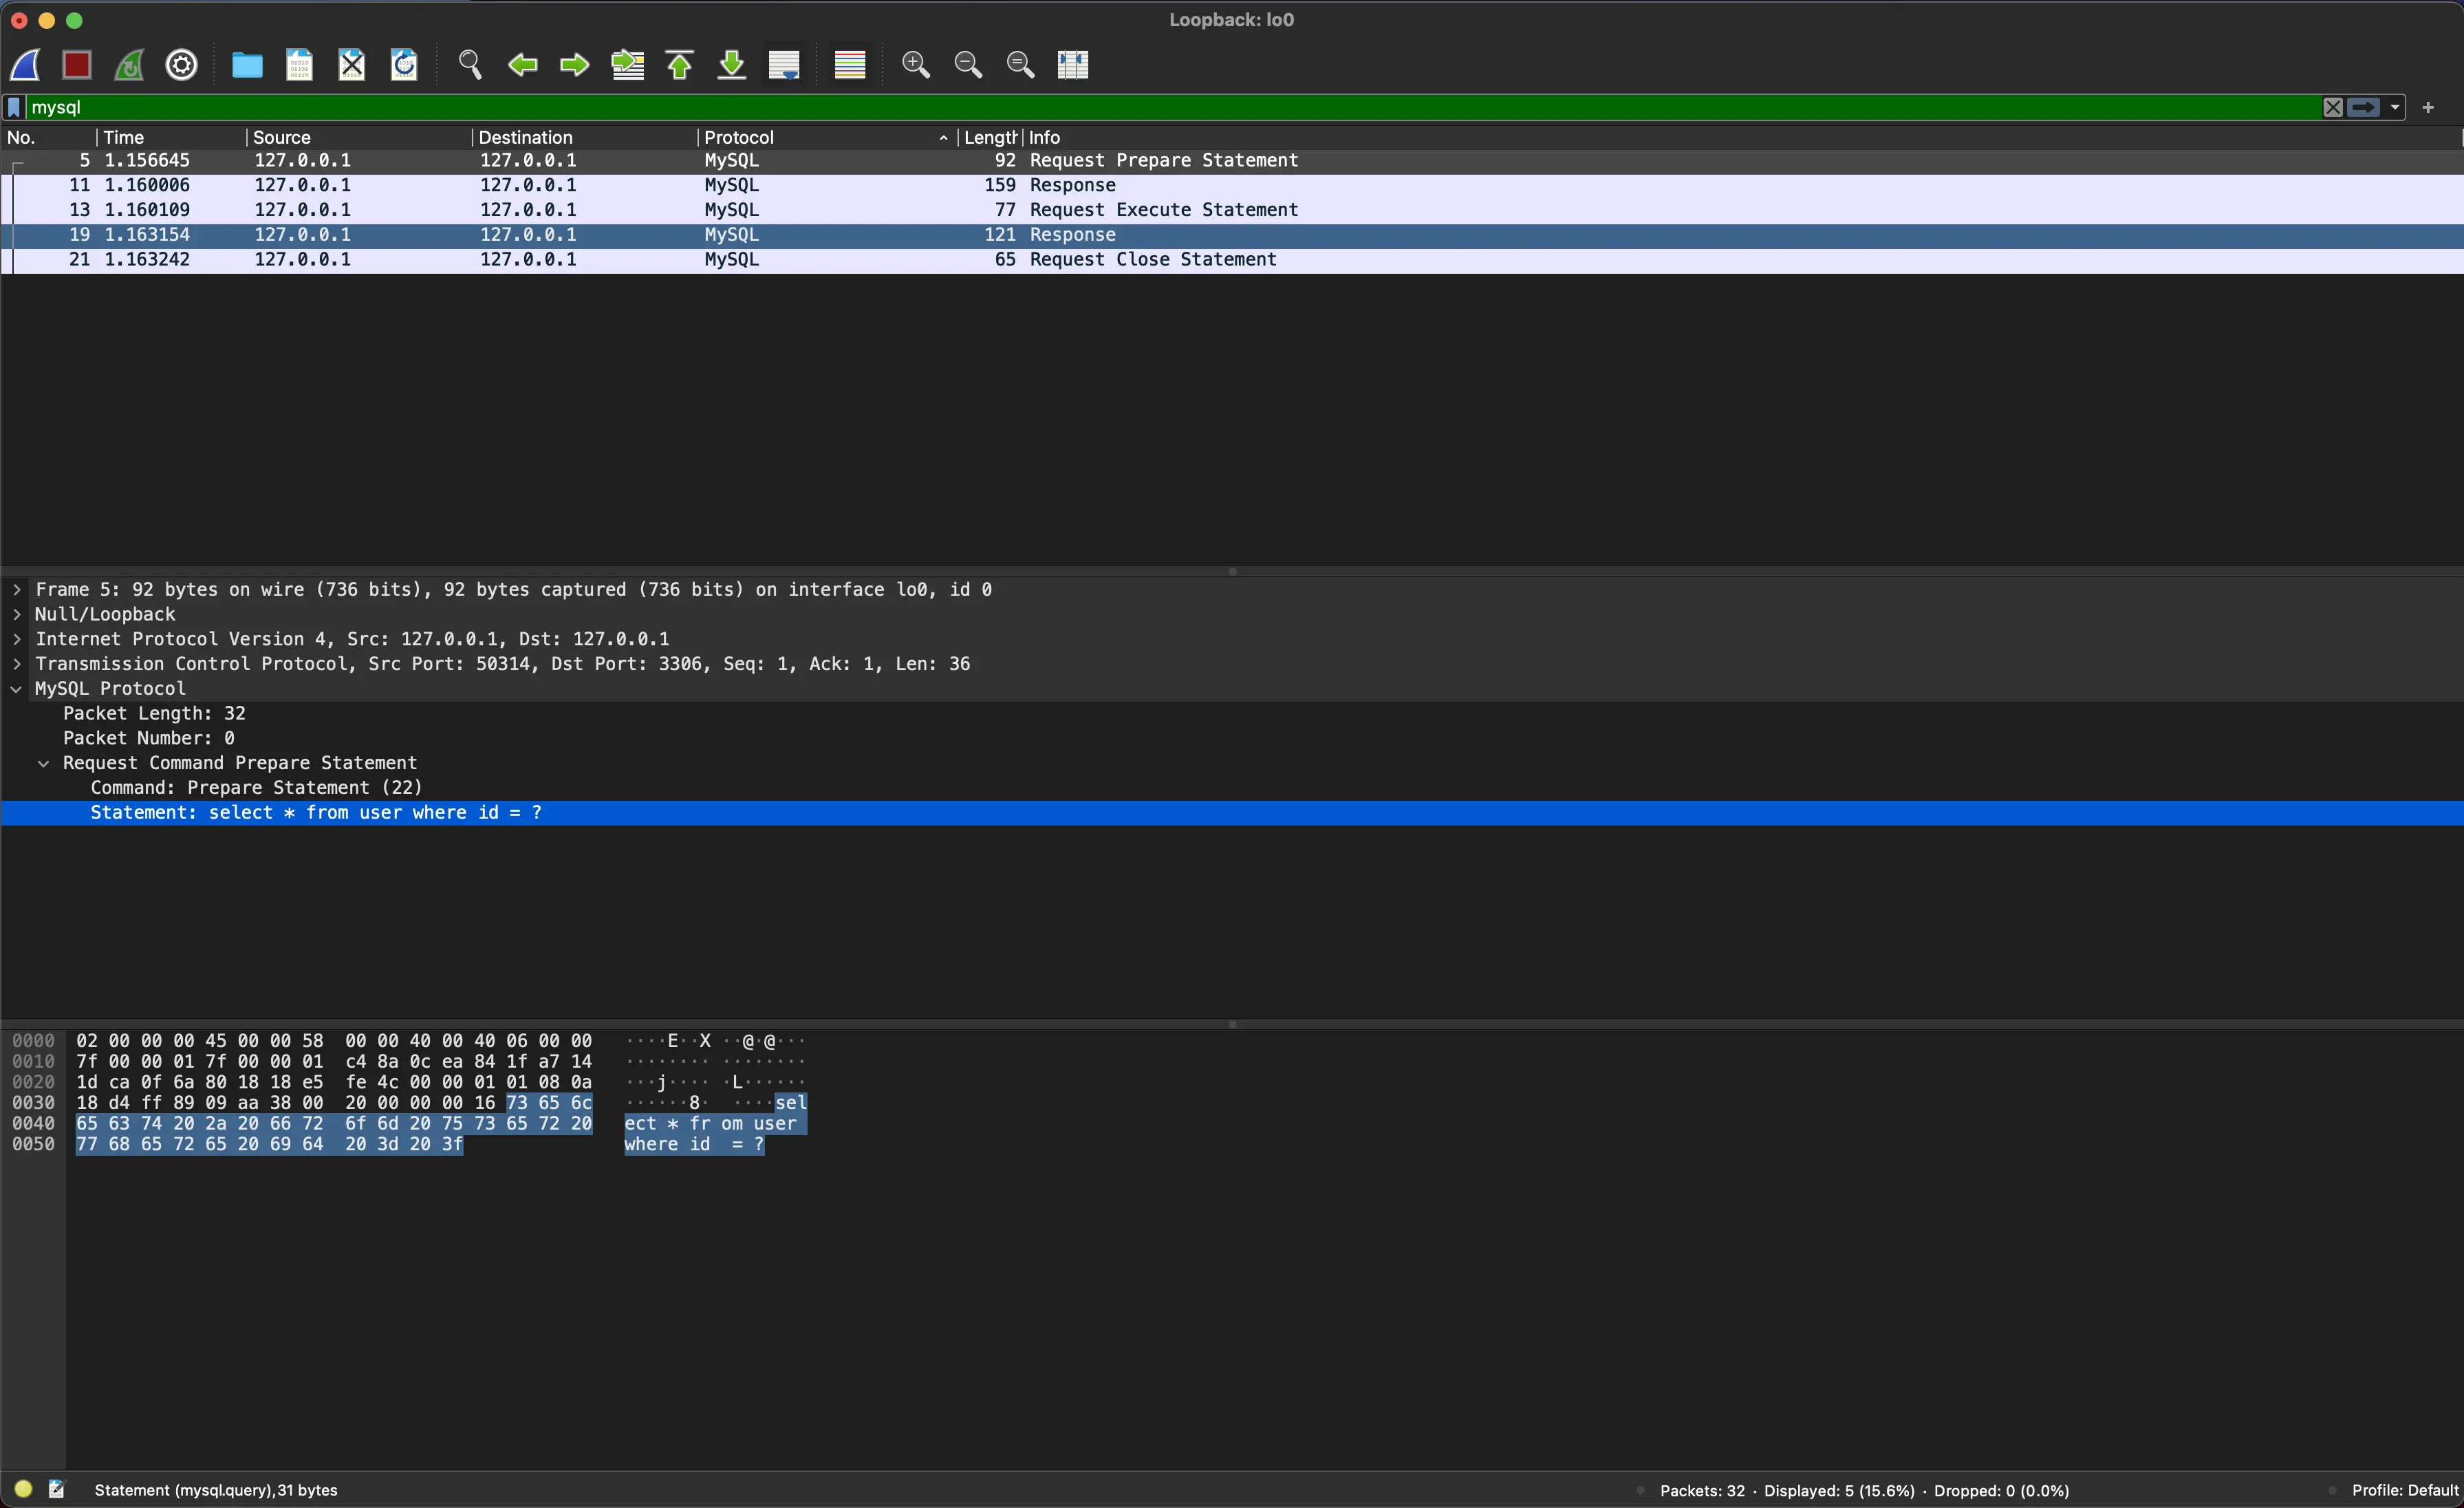 Loopback: lo0
mysql
No. Time Source Destination Protocol Length Info
5 1.156645 127.0.0.1 127.0.0.1 MySQL 92 Request Prepare Statement
11 1.160006 127.0.0.1 127.0.0.1 MySQL 159 Response
13 1.160109 127.0.0.1 127.0.0.1 MySQL 77 Request Execute Statement
19 1.163154 127.0.0.1 127.0.0.1 MySQL 121 Response
21 1.163242 127.0.0.1 127.0.0.1 MySQL 65 Request Close Statement
Frame 5: 92 bytes on wire (736 bits), 92 bytes captured (736 bits) on interface lo0, id 0
Null/Loopback
Internet Protocol Version 4, Src: 127.0.0.1, Dst: 127.0.0.1
Transmission Control Protocol, Src Port: 50314, Dst Port: 3306, Seq: 1, Ack: 1, Len: 36
MySQL Protocol
Packet Length: 32
Packet Number: 0
Request Command Prepare Statement
Command: Prepare Statement (22)
Statement: select * from user where id = ?
0000 02 00 00 00 45 00 00 58 00 00 40 00 40 06 00 00 ····E··X ··@·@···
0010 7f 00 00 01 7f 00 00 01 c4 8a 0c ea 84 1f a7 14 ········ ········
0020 1d ca 0f 6a 80 18 18 e5 fe 4c 00 00 01 01 08 0a ···j···· ·L······
0030 18 d4 ff 89 09 aa 38 00 20 00 00 00 16 73 65 6c ······8· ····sel
0040 65 63 74 20 2a 20 66 72 6f 6d 20 75 73 65 72 20 ect * fr om user
0050 77 68 65 72 65 20 69 64 20 3d 20 3f where id = ?
Statement (mysql.query), 31 bytes
Packets: 32 · Displayed: 5 (15.6%) · Dropped: 0 (0.0%)
Profile: Default